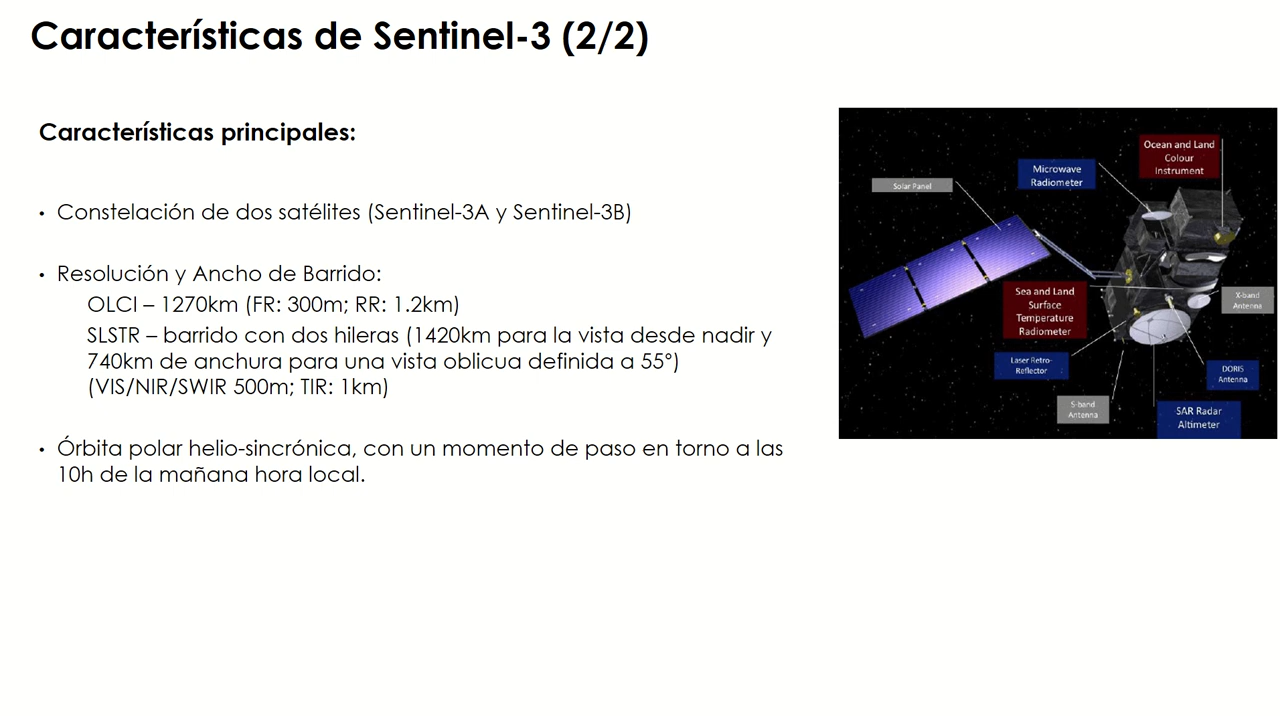 Características de Sentinel-3 (2/2)
Características principales:
• Constelación de dos satélites (Sentinel-3A y Sentinel-3B)
• Resolución y Ancho de Barrido:
OLCI – 1270km (FR: 300m; RR: 1.2km)
SLSTR – barrido con dos hileras (1420km para la vista desde nadir y
740km de anchura para una vista oblicua definida a 55°)
(VIS/NIR/SWIR 500m; TIR: 1km)
• Órbita polar helio-sincrónica, con un momento de paso en torno a las
10h de la mañana hora local.
Ocean and Land
Colour
Instrument
Microwave
Radiometer
Solar Panel
Sea and Land
Surface
Temperature
Radiometer
X-band
Antenna
Laser Retro-
Reflector
DORIS
Antenna
S-band
Antenna
SAR Radar
Altimeter